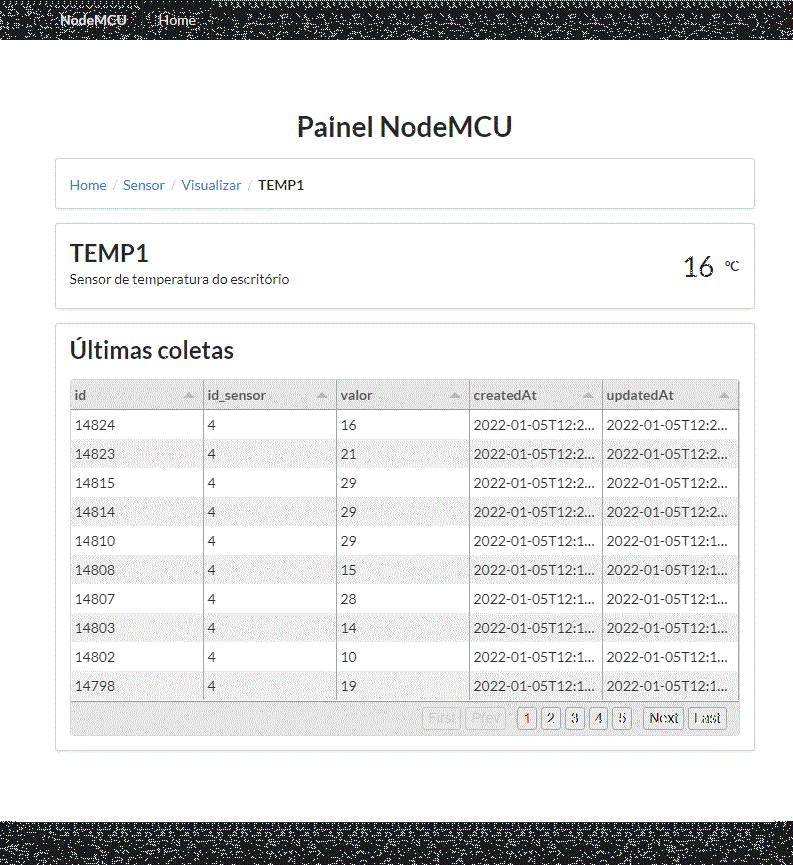 NodeMCU Home
Painel NodeMCU
Home / Sensor / Visualizar / TEMP1
TEMP1
16 °C
Sensor de temperatura do escritório
Últimas coletas
id id_sensor valor createdAt updatedAt
14824 4 16 2022-01-05T12:2... 2022-01-05T12:2...
14823 4 21 2022-01-05T12:2... 2022-01-05T12:2...
14815 4 29 2022-01-05T12:2... 2022-01-05T12:2...
14814 4 29 2022-01-05T12:2... 2022-01-05T12:2...
14810 4 29 2022-01-05T12:1... 2022-01-05T12:1...
14808 4 15 2022-01-05T12:1... 2022-01-05T12:1...
14807 4 28 2022-01-05T12:1... 2022-01-05T12:1...
14803 4 14 2022-01-05T12:1... 2022-01-05T12:1...
14802 4 10 2022-01-05T12:1... 2022-01-05T12:1...
14798 4 19 2022-01-05T12:1... 2022-01-05T12:1...
First Prev 1 2 3 4 5 Next Last